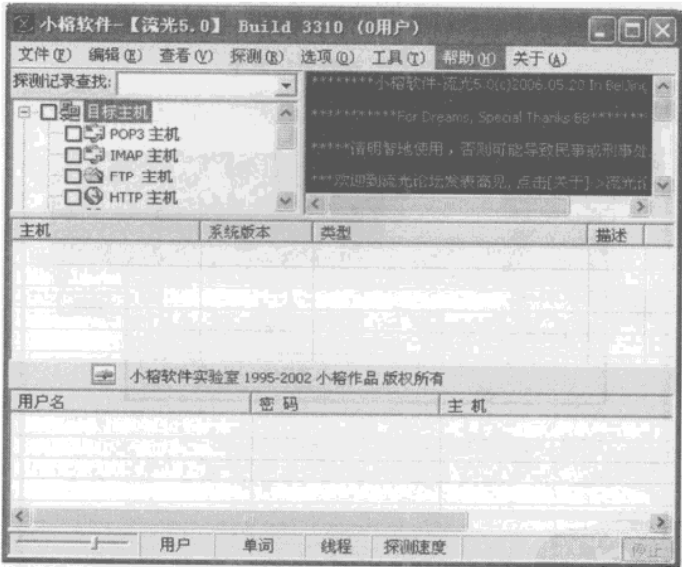 小榕软件-【流光5.0】 Build 3310 (0用户)
文件(F) 编辑(E) 查看(V) 探测(R) 选项(O) 工具(T) 帮助(H) 关于(A)
探测记录查找:
目标主机
POP3 主机
IMAP 主机
FTP 主机
HTTP 主机
********小榕软件-流光5.0(c)2006.05.20 In BeiJing
***********For Dreams, Special Thanks BB********
*****请明智地使用，否则可能导致民事或刑事处
***欢迎到流光论坛发表高见, 点击[关于]->流光
主机 系统版本 类型 描述
小榕软件实验室 1995-2002 小榕作品 版权所有
用户名 密 码 主 机
用户 单词 线程 探测速度 停止